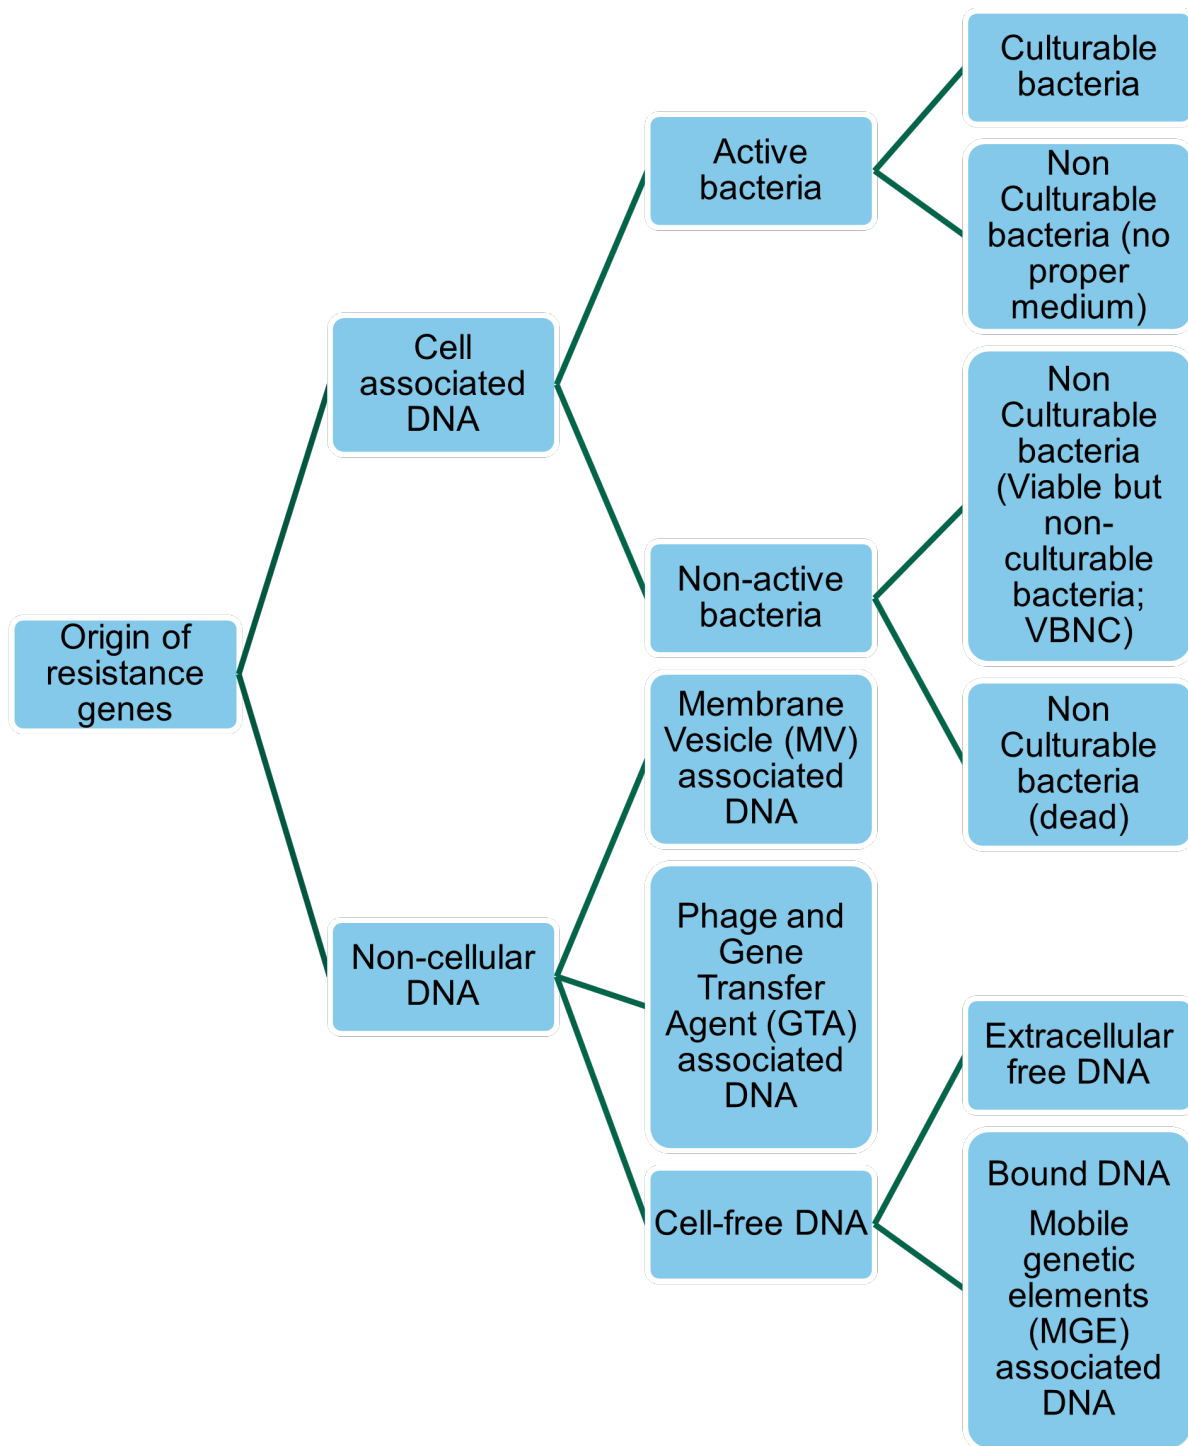 Origin of
resistance
genes
Cell
associated
DNA
Non-cellular
DNA
Active
bacteria
Non-active
bacteria
Membrane
Vesicle (MV)
associated
DNA
Phage and
Gene
Transfer
Agent (GTA)
associated
DNA
Cell-free DNA
Culturable
bacteria
Non
Culturable
bacteria (no
proper
medium)
Non
Culturable
bacteria
(Viable but
non-
culturable
bacteria;
VBNC)
Non
Culturable
bacteria
(dead)
Extracellular
free DNA
Bound DNA
Mobile
genetic
elements
(MGE)
associated
DNA